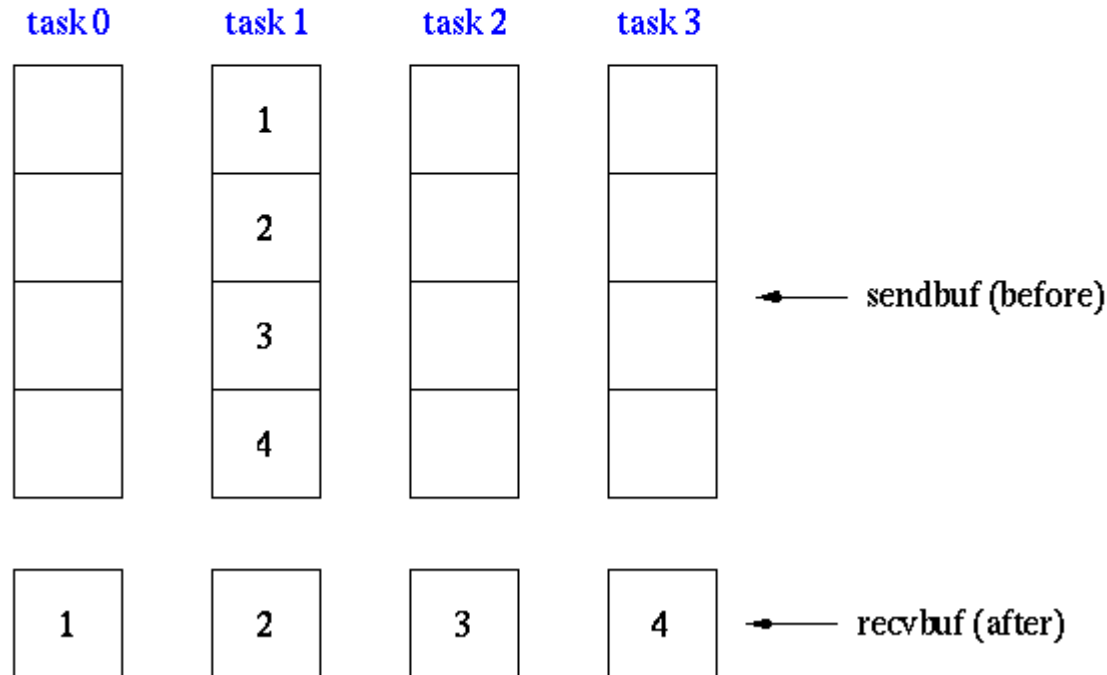 task 0 task 1 task 2 task 3
1
2
sendbuf (before)
3
4
1 2 3 4 recvbuf (after)